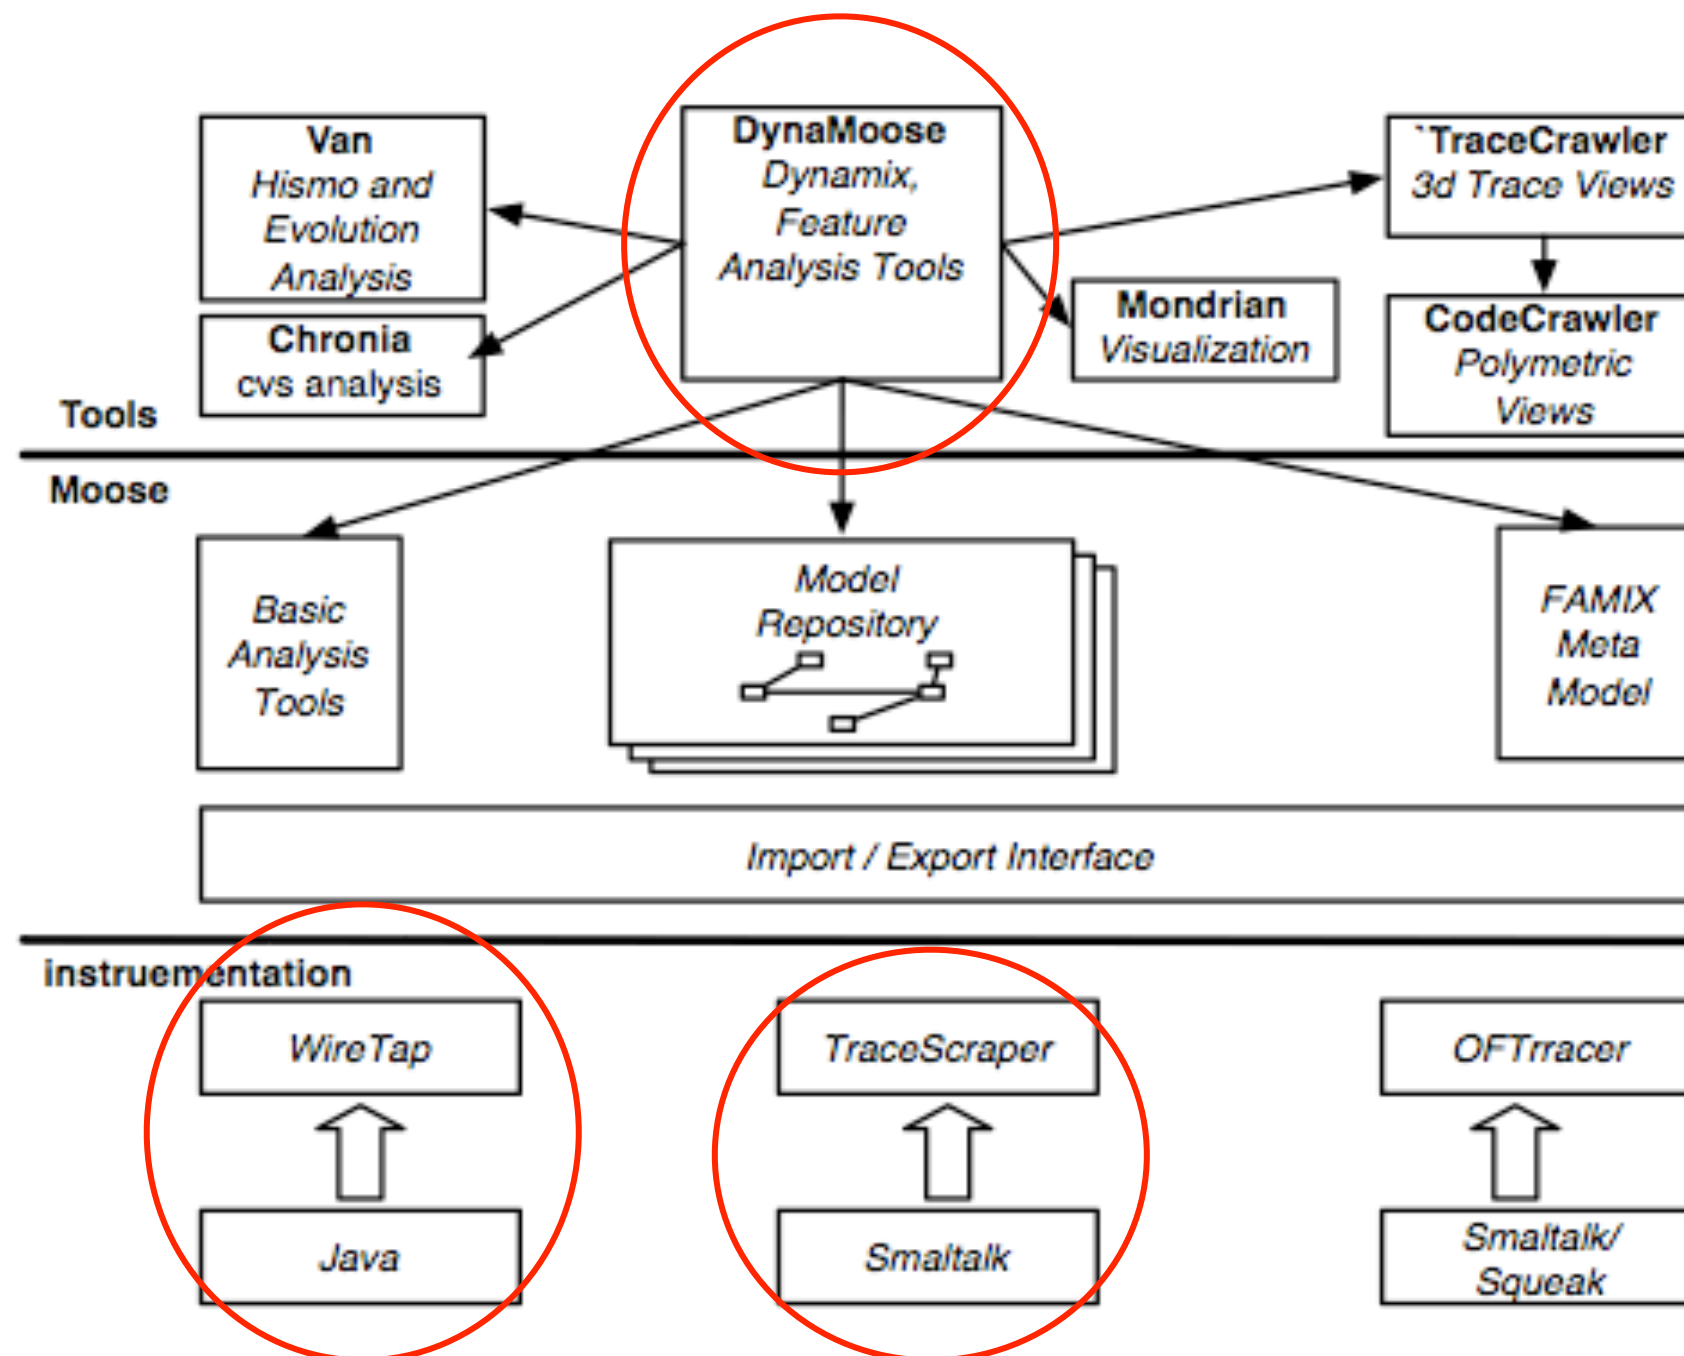 Van
Hismo and
Evolution
Analysis
Chronia
cvs analysis
DynaMoose
Dynamix,
Feature
Analysis Tools
Mondrian
Visualization
`TraceCrawler
3d Trace Views
CodeCrawler
Polymetric
Views
Tools
Moose
Basic
Analysis
Tools
Model
Repository
FAMIX
Meta
Model
Import / Export Interface
instruementation
WireTap
TraceScraper
OFTrracer
Java
Smaltalk
Smaltalk/
Squeak